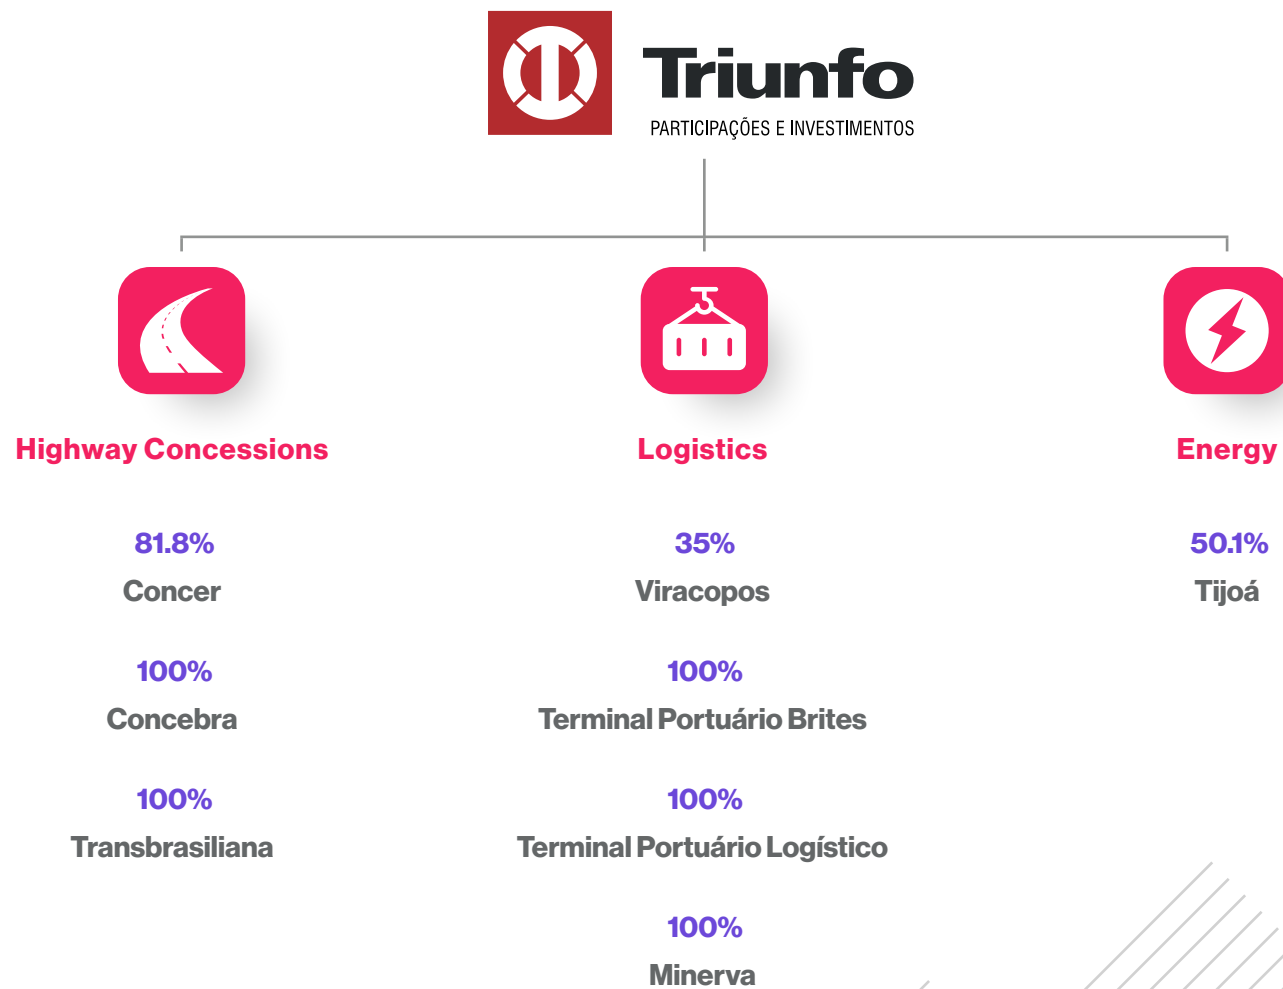 Triunfo
PARTICIPAÇÕES E INVESTIMENTOS
Highway Concessions
81.8%
Concer
100%
Concebra
100%
Transbrasiliana
Logistics
35%
Viracopos
100%
Terminal Portuário Brites
100%
Terminal Portuário Logístico
100%
Minerva
Energy
50.1%
Tijoá